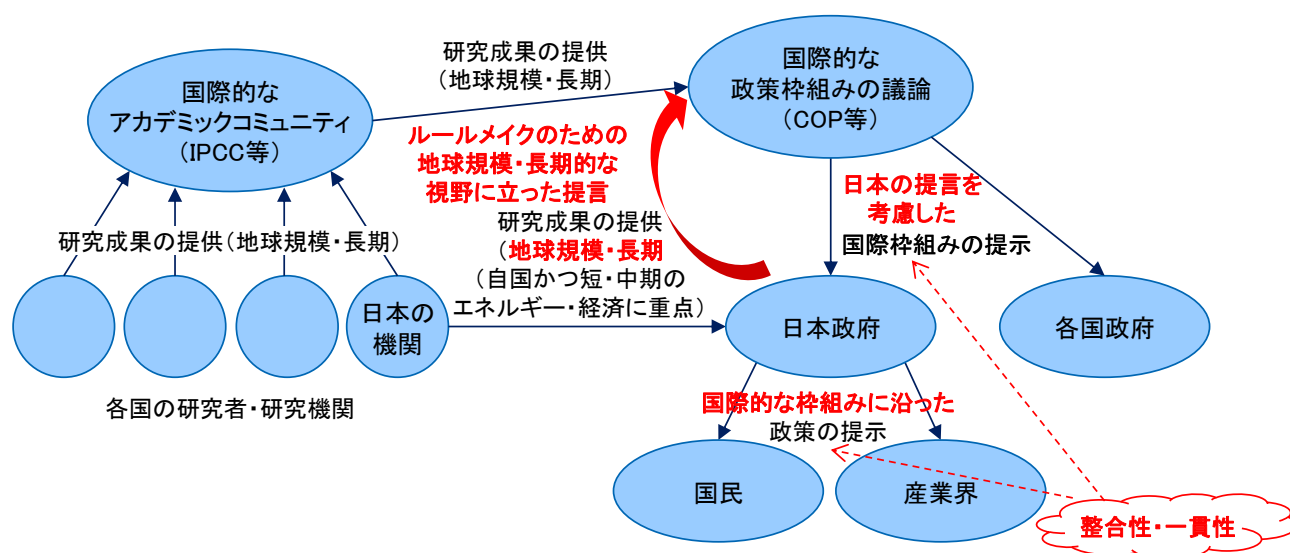 研究成果の提供
(地球規模・長期)
国際的な
アカデミックコミュニティ
(IPCC等)
国際的な
政策枠組みの議論
(COP等)
ルールメイクのための
地球規模・長期的な
視野に立った提言
日本の提言を
考慮した
国際枠組みの提示
研究成果の提供(地球規模・長期)
研究成果の提供
(地球規模・長期
(自国かつ短・中期の
エネルギー・経済に重点)
日本の
機関
日本政府
各国政府
各国の研究者・研究機関
国際的な枠組みに沿った
政策の提示
国民
産業界
整合性・一貫性